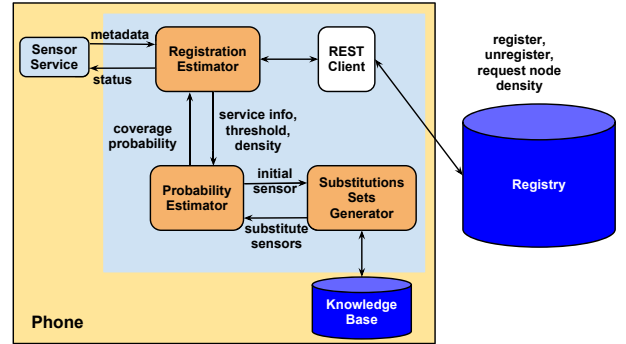 metadata
Sensor
Service
status
Registration
Estimator
REST
Client
register,
unregister,
request node
density
coverage
probability
service info,
threshold,
density
Probability
Estimator
initial
sensor
substitute
sensors
Substitutions
Sets
Generator
Registry
Knowledge
Base
Phone